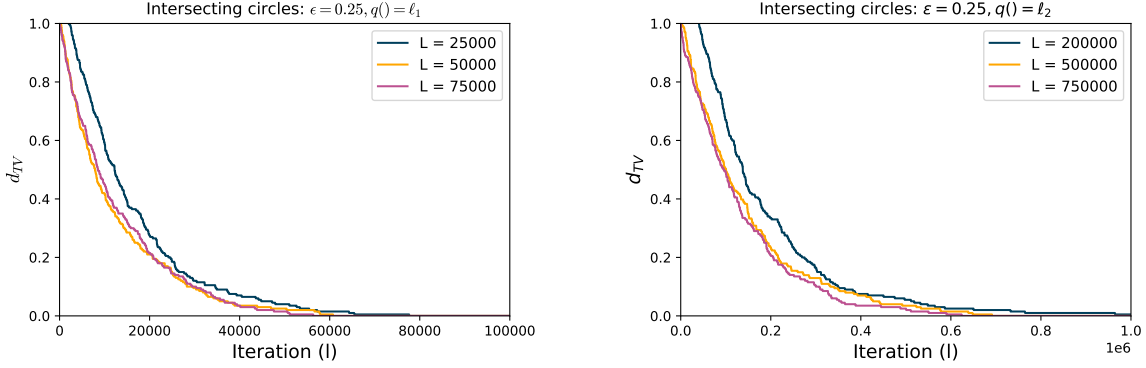 Intersecting circles: ϵ = 0.25, q() = ℓ₁
1.0
0.8
0.6
0.4
0.2
0.0
d_TV
L = 25000
L = 50000
L = 75000
0 20000 40000 60000 80000 100000
Iteration (l)
Intersecting circles: ε = 0.25, q() = ℓ₂
1.0
0.8
0.6
0.4
0.2
0.0
d_TV
L = 200000
L = 500000
L = 750000
0.0 0.2 0.4 0.6 0.8 1.0
1e6
Iteration (l)